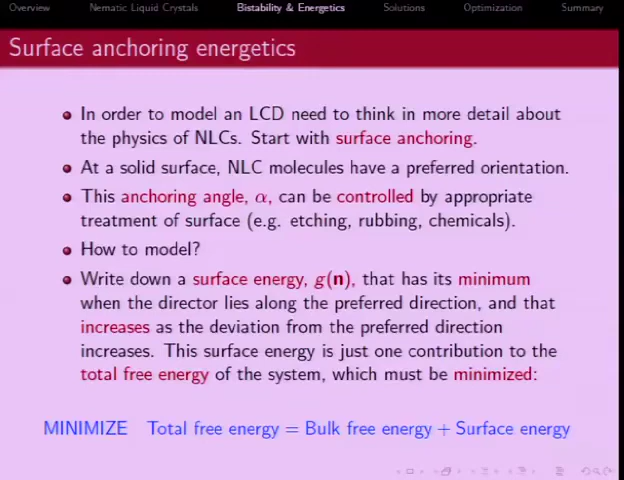 Overview Nematic Liquid Crystals Bistability & Energetics Solutions Optimization Summary
Surface anchoring energetics
In order to model an LCD need to think in more detail about
the physics of NLCs. Start with surface anchoring.
At a solid surface, NLC molecules have a preferred orientation.
This anchoring angle, α, can be controlled by appropriate
treatment of surface (e.g. etching, rubbing, chemicals).
How to model?
Write down a surface energy, g(n), that has its minimum
when the director lies along the preferred direction, and that
increases as the deviation from the preferred direction
increases. This surface energy is just one contribution to the
total free energy of the system, which must be minimized:
MINIMIZE Total free energy = Bulk free energy + Surface energy